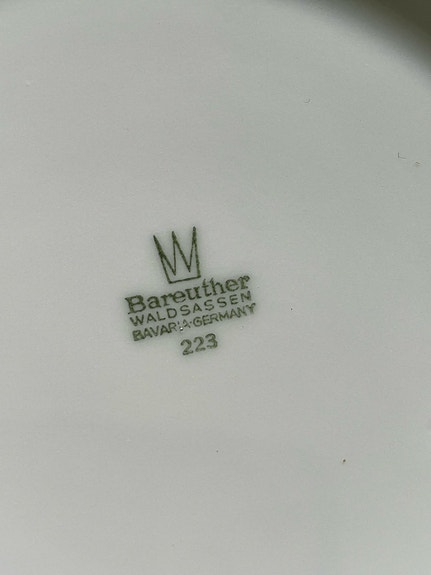 Bareuther
WALDSASSEN
BAVARIA-GERMANY
223